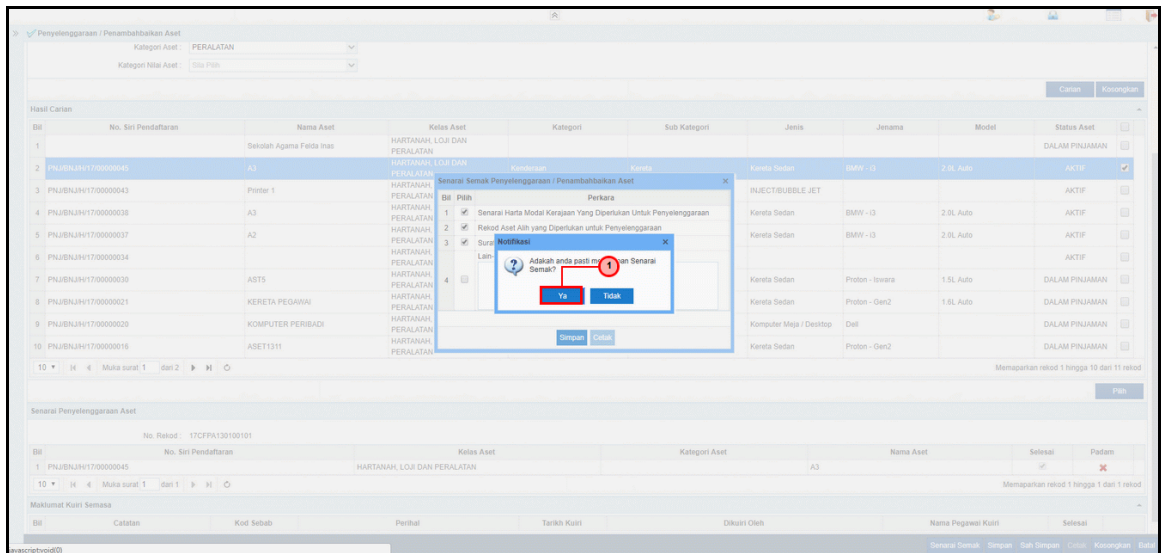 Penyelenggaraan / Penambahbaikan Aset
Kategori Aset : PERALATAN
Kategori Nilai Aset : Sila Pilih
Carian Kosongkan
Hasil Carian
Bil No. Siri Pendaftaran Nama Aset Kelas Aset Kategori Sub Kategori Jenis Jenama Model Status Aset
1 Sekolah Agama Felda Inas HARTANAH, LOJI DAN PERALATAN DALAM PINJAMAN
2 PNJ/BNJ/H/17/00000045 A3 HARTANAH, LOJI DAN PERALATAN Kenderaan Kereta Kereta Sedan BMW - i3 2.0L Auto AKTIF
3 PNJ/BNJ/H/17/00000043 Printer 1 HARTANAH, PERALATAN INJECT/BUBBLE JET AKTIF
4 PNJ/BNJ/H/17/00000038 A3 HARTANAH, PERALATAN Kereta Sedan BMW - i3 2.0L Auto AKTIF
5 PNJ/BNJ/H/17/00000037 A2 HARTANAH, PERALATAN Kereta Sedan BMW - i3 2.0L Auto AKTIF
6 PNJ/BNJ/H/17/00000034 HARTANAH, PERALATAN AKTIF
7 PNJ/BNJ/H/17/00000030 AST5 HARTANAH, PERALATAN Kereta Sedan Proton - Iswara 1.5L Auto DALAM PINJAMAN
8 PNJ/BNJ/H/17/00000021 KERETA PEGAWAI HARTANAH, PERALATAN Kereta Sedan Proton - Gen2 1.6L Auto DALAM PINJAMAN
9 PNJ/BNJ/H/17/00000020 KOMPUTER PERIBADI HARTANAH, PERALATAN Komputer Meja / Desktop Dell DALAM PINJAMAN
10 PNJ/BNJ/H/17/00000016 ASET1311 HARTANAH, PERALATAN Kereta Sedan Proton - Gen2 DALAM PINJAMAN
10 Muka surat 1 dari 2 Memaparkan rekod 1 hingga 10 dari 11 rekod
Pilih
Senarai Semak Penyelenggaraan / Penambahbaikan Aset
Bil Pilih Perkara
1 Senarai Harta Modal Kerajaan Yang Diperlukan Untuk Penyelenggaraan
2 Rekod Aset Alih yang Diperlukan untuk Penyelenggaraan
3 Surat
4 Lain-
Simpan Cetak
Notifikasi
Adakah anda pasti Senarai
Semak?
1
Ya Tidak
Senarai Penyelenggaraan Aset
No. Rekod : 17CFPA130100101
Bil No. Siri Pendaftaran Kelas Aset Kategori Aset Nama Aset Selesai Padam
1 PNJ/BNJ/H/17/00000045 HARTANAH, LOJI DAN PERALATAN A3
10 Muka surat 1 dari 1 Memaparkan rekod 1 hingga 1 dari 1 rekod
Maklumat Kuiri Semasa
Bil Catatan Kod Sebab Perihal Tarikh Kuiri Dikuiri Oleh Nama Pegawai Kuiri Selesai
javascript:void(0)
Senarai Semak Simpan Sah Simpan Cetak Kosongkan Batal